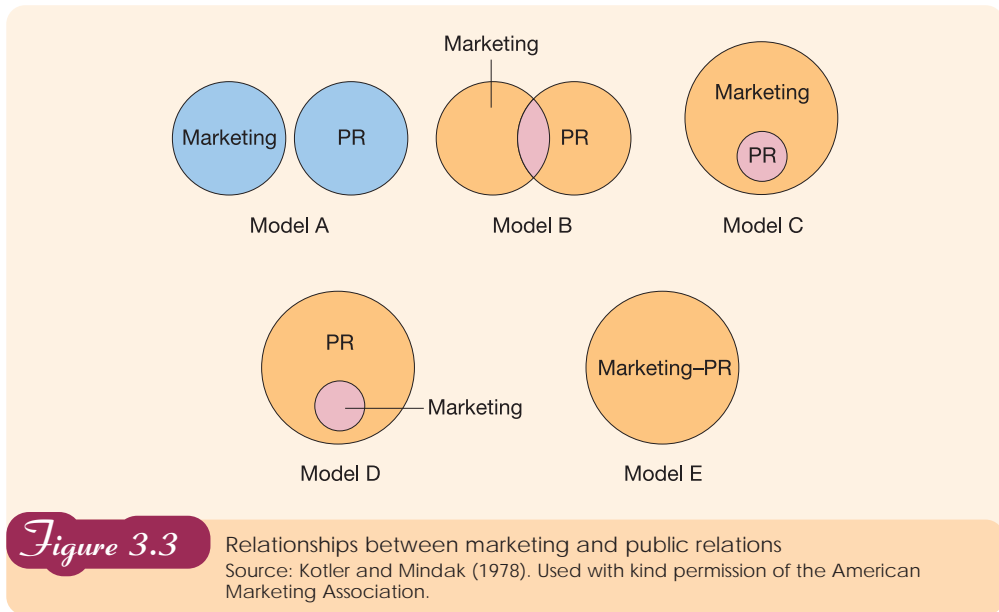 Marketing
Marketing
PR
PR
Marketing
PR
Model A
Model B
Model C
PR
Marketing
Marketing–PR
Model D
Model E
Figure 3.3
Relationships between marketing and public relations
Source: Kotler and Mindak (1978). Used with kind permission of the American
Marketing Association.